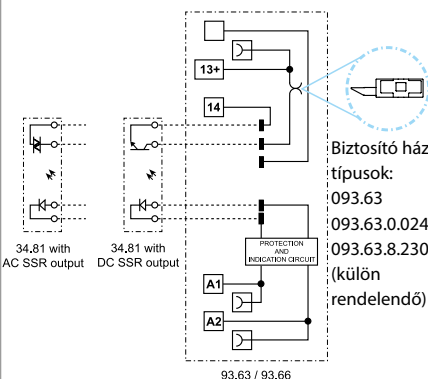 13+
14
Biztosító ház
típusok:
093.63
093.63.0.024
093.63.8.230
(külön
rendelendő)
34.81 with
AC SSR output
34.81 with
DC SSR output
PROTECTION
AND
INDICATION CIRCUIT
A1
A2
93.63 / 93.66